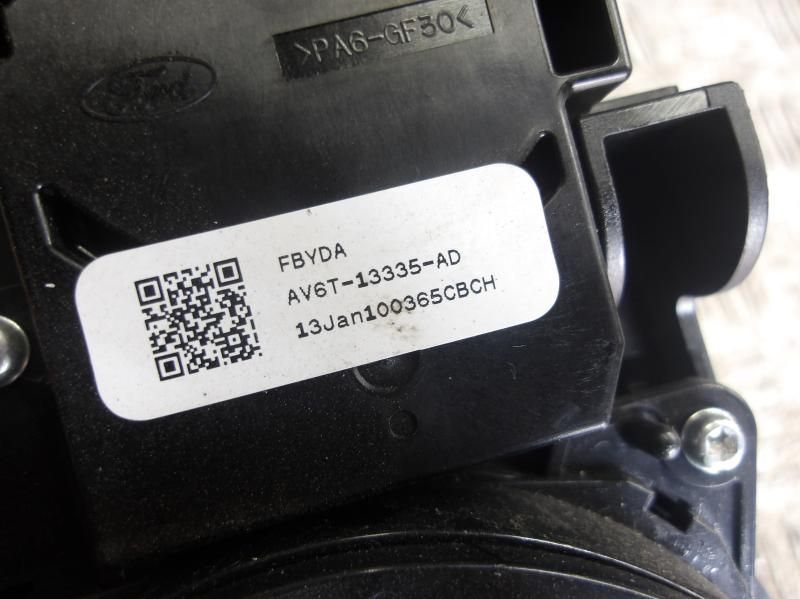 >PA6-GF30<
Ford
FBYDA
AV6T-13335-AD
13Jan100365CBCH